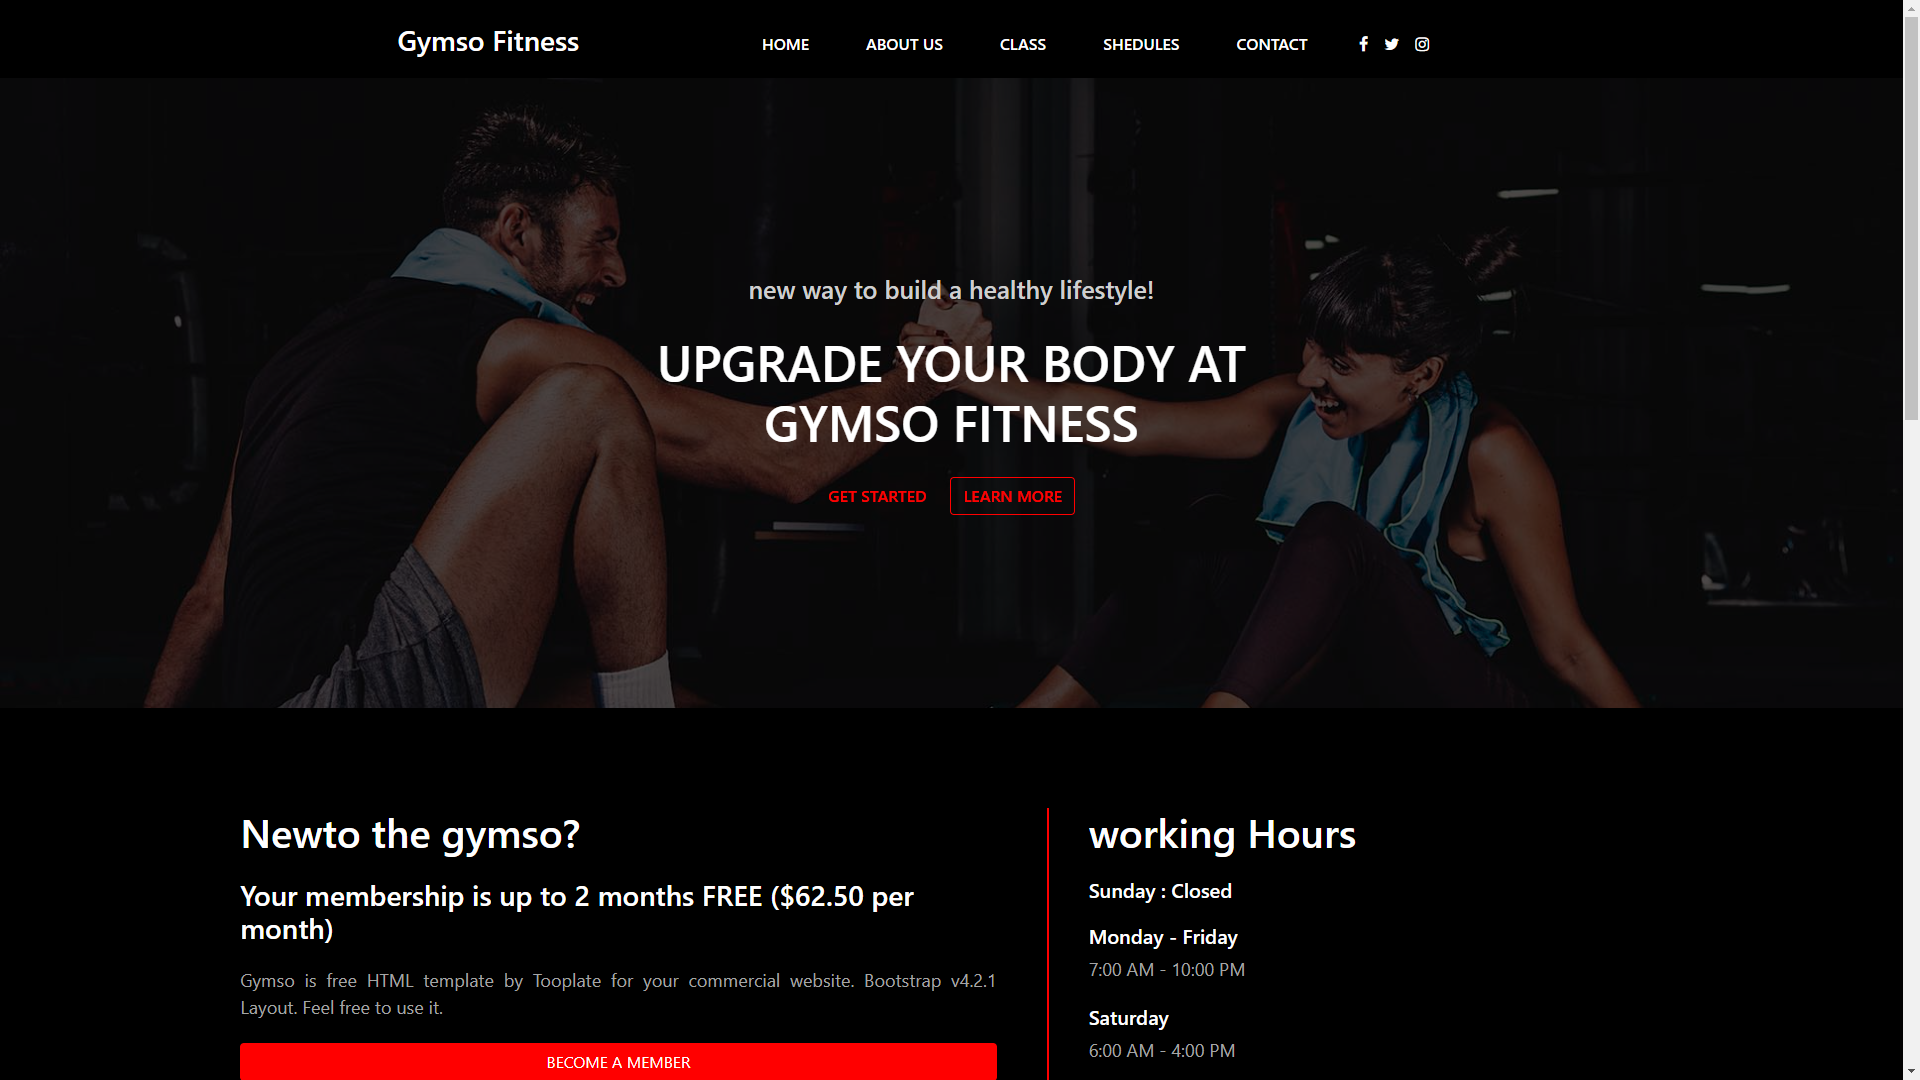 Gymso Fitness
HOME
ABOUT US
CLASS
SHEDULES
CONTACT
new way to build a healthy lifestyle!
UPGRADE YOUR BODY AT
GYMSO FITNESS
GET STARTED
LEARN MORE
Newto the gymso?
Your membership is up to 2 months FREE ($62.50 per
month)
Gymso is free HTML template by Tooplate for your commercial website. Bootstrap v4.2.1
Layout. Feel free to use it.
BECOME A MEMBER
working Hours
Sunday : Closed
Monday - Friday
7:00 AM - 10:00 PM
Saturday
6:00 AM - 4:00 PM